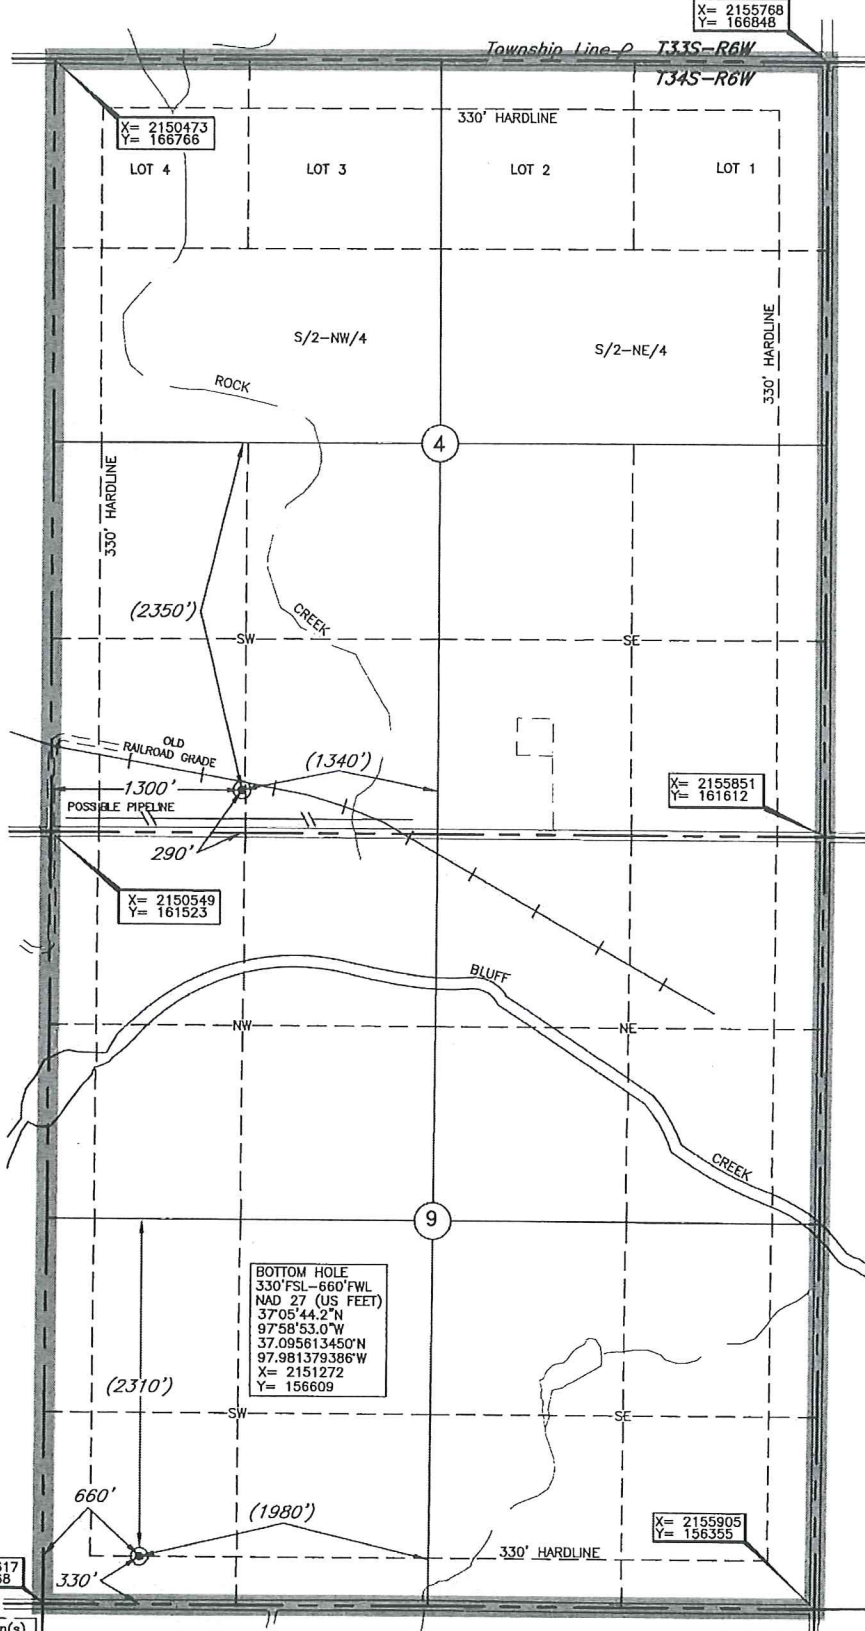 X= 2155768
Y= 166848
Township Line
T33S-R6W
T34S-R6W
X= 2150473
Y= 166766
330' HARDLINE
LOT 4
LOT 3
LOT 2
LOT 1
S/2-NW/4
S/2-NE/4
330' HARDLINE
ROCK
4
330' HARDLINE
(2350')
CREEK
SW
SE
OLD
RAILROAD GRADE
(1340')
1300'
X= 2155851
Y= 161612
POSSIBLE PIPELINE
290'
X= 2150549
Y= 161523
BLUFF
NW
NE
CREEK
9
BOTTOM HOLE
330'FSL-660'FWL
NAD 27 (US FEET)
37°05'44.2"N
97°58'53.0"W
37.095613450°N
97.981379386°W
X= 2151272
Y= 156609
(2310')
SW
SE
660'
(1980')
X= 2155905
Y= 156355
330' HARDLINE
330'